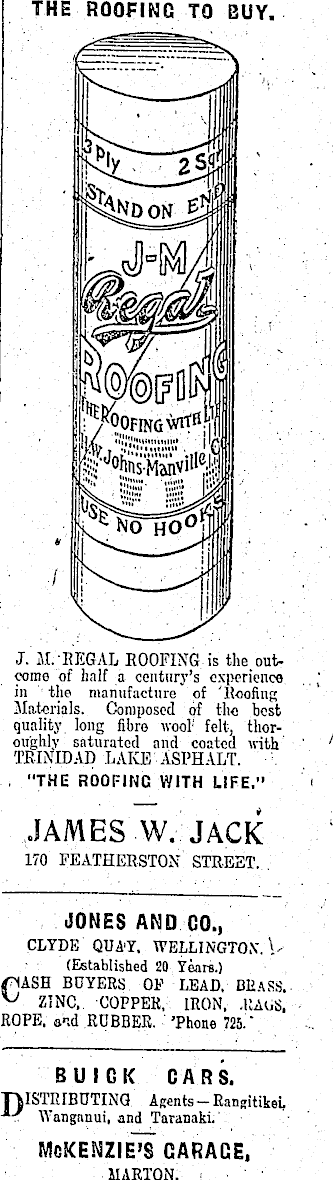 THE ROOFING TO BUY.
3 Ply 2 Sqr
STAND ON END
J-M
Regal
ROOFING
THE ROOFING WITH LIFE
H.W. Johns-Manville Co
USE NO HOOKS
J. M. REGAL ROOFING is the out-
come of half a century's experience
in the manufacture of Roofing
Materials. Composed of the best
quality long fibre wool felt, thor-
oughly saturated and coated with
TRINIDAD LAKE ASPHALT.
"THE ROOFING WITH LIFE."
JAMES W. JACK
170 FEATHERSTON STREET.
JONES AND CO.,
CLYDE QUAY, WELLINGTON.
(Established 20 Years.)
CASH BUYERS OF LEAD, BRASS,
ZINC, COPPER, IRON, RAGS,
ROPE, and RUBBER. 'Phone 725.
BUICK CARS.
DISTRIBUTING Agents—Rangitikei,
Wanganui, and Taranaki.
McKENZIE'S GARAGE,
MARTON.